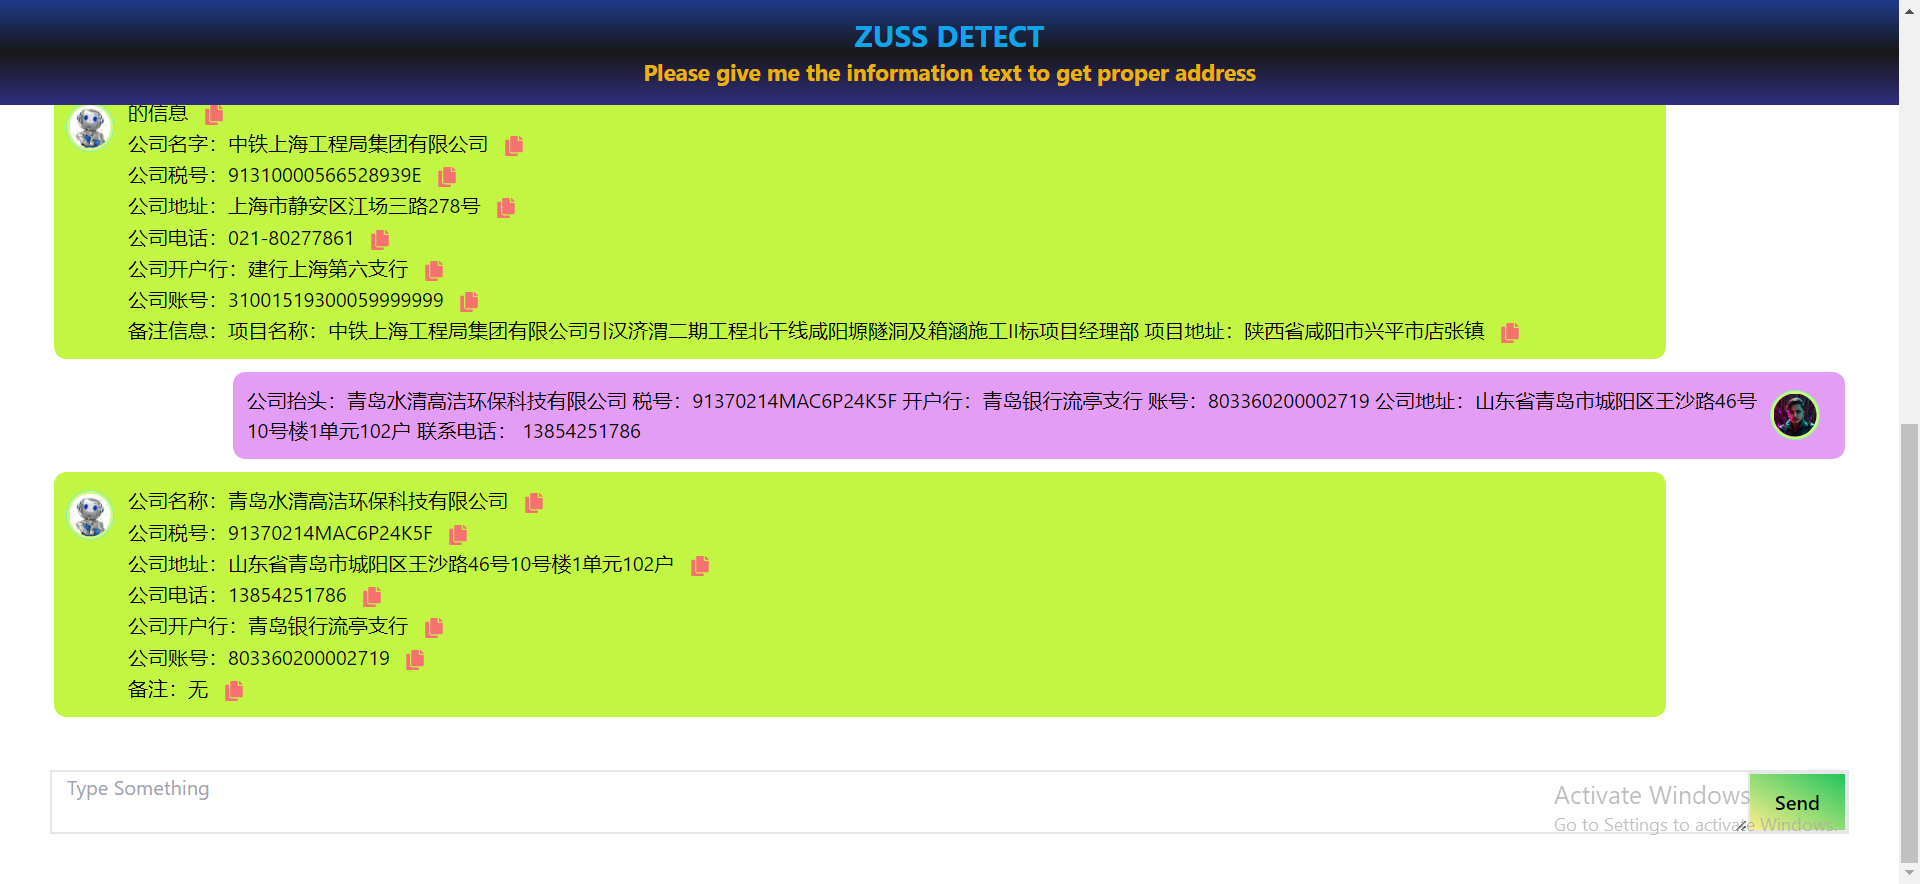 ZUSS DETECT
Please give me the information text to get proper address
的信息
公司名字：中铁上海工程局集团有限公司
公司税号：91310000566528939E
公司地址：上海市静安区江场三路278号
公司电话：021-80277861
公司开户行：建行上海第六支行
公司账号：31001519300059999999
备注信息：项目名称：中铁上海工程局集团有限公司引汉济渭二期工程北干线咸阳塬隧洞及箱涵施工II标项目经理部 项目地址：陕西省咸阳市兴平市店张镇
公司抬头：青岛水清高洁环保科技有限公司 税号：91370214MAC6P24K5F 开户行：青岛银行流亭支行 账号：803360200002719 公司地址：山东省青岛市城阳区王沙路46号
10号楼1单元102户 联系电话： 13854251786
公司名称：青岛水清高洁环保科技有限公司
公司税号：91370214MAC6P24K5F
公司地址：山东省青岛市城阳区王沙路46号10号楼1单元102户
公司电话：13854251786
公司开户行：青岛银行流亭支行
公司账号：803360200002719
备注：无
Type Something
Send
Activate Windows
Go to Settings to activate Windows.